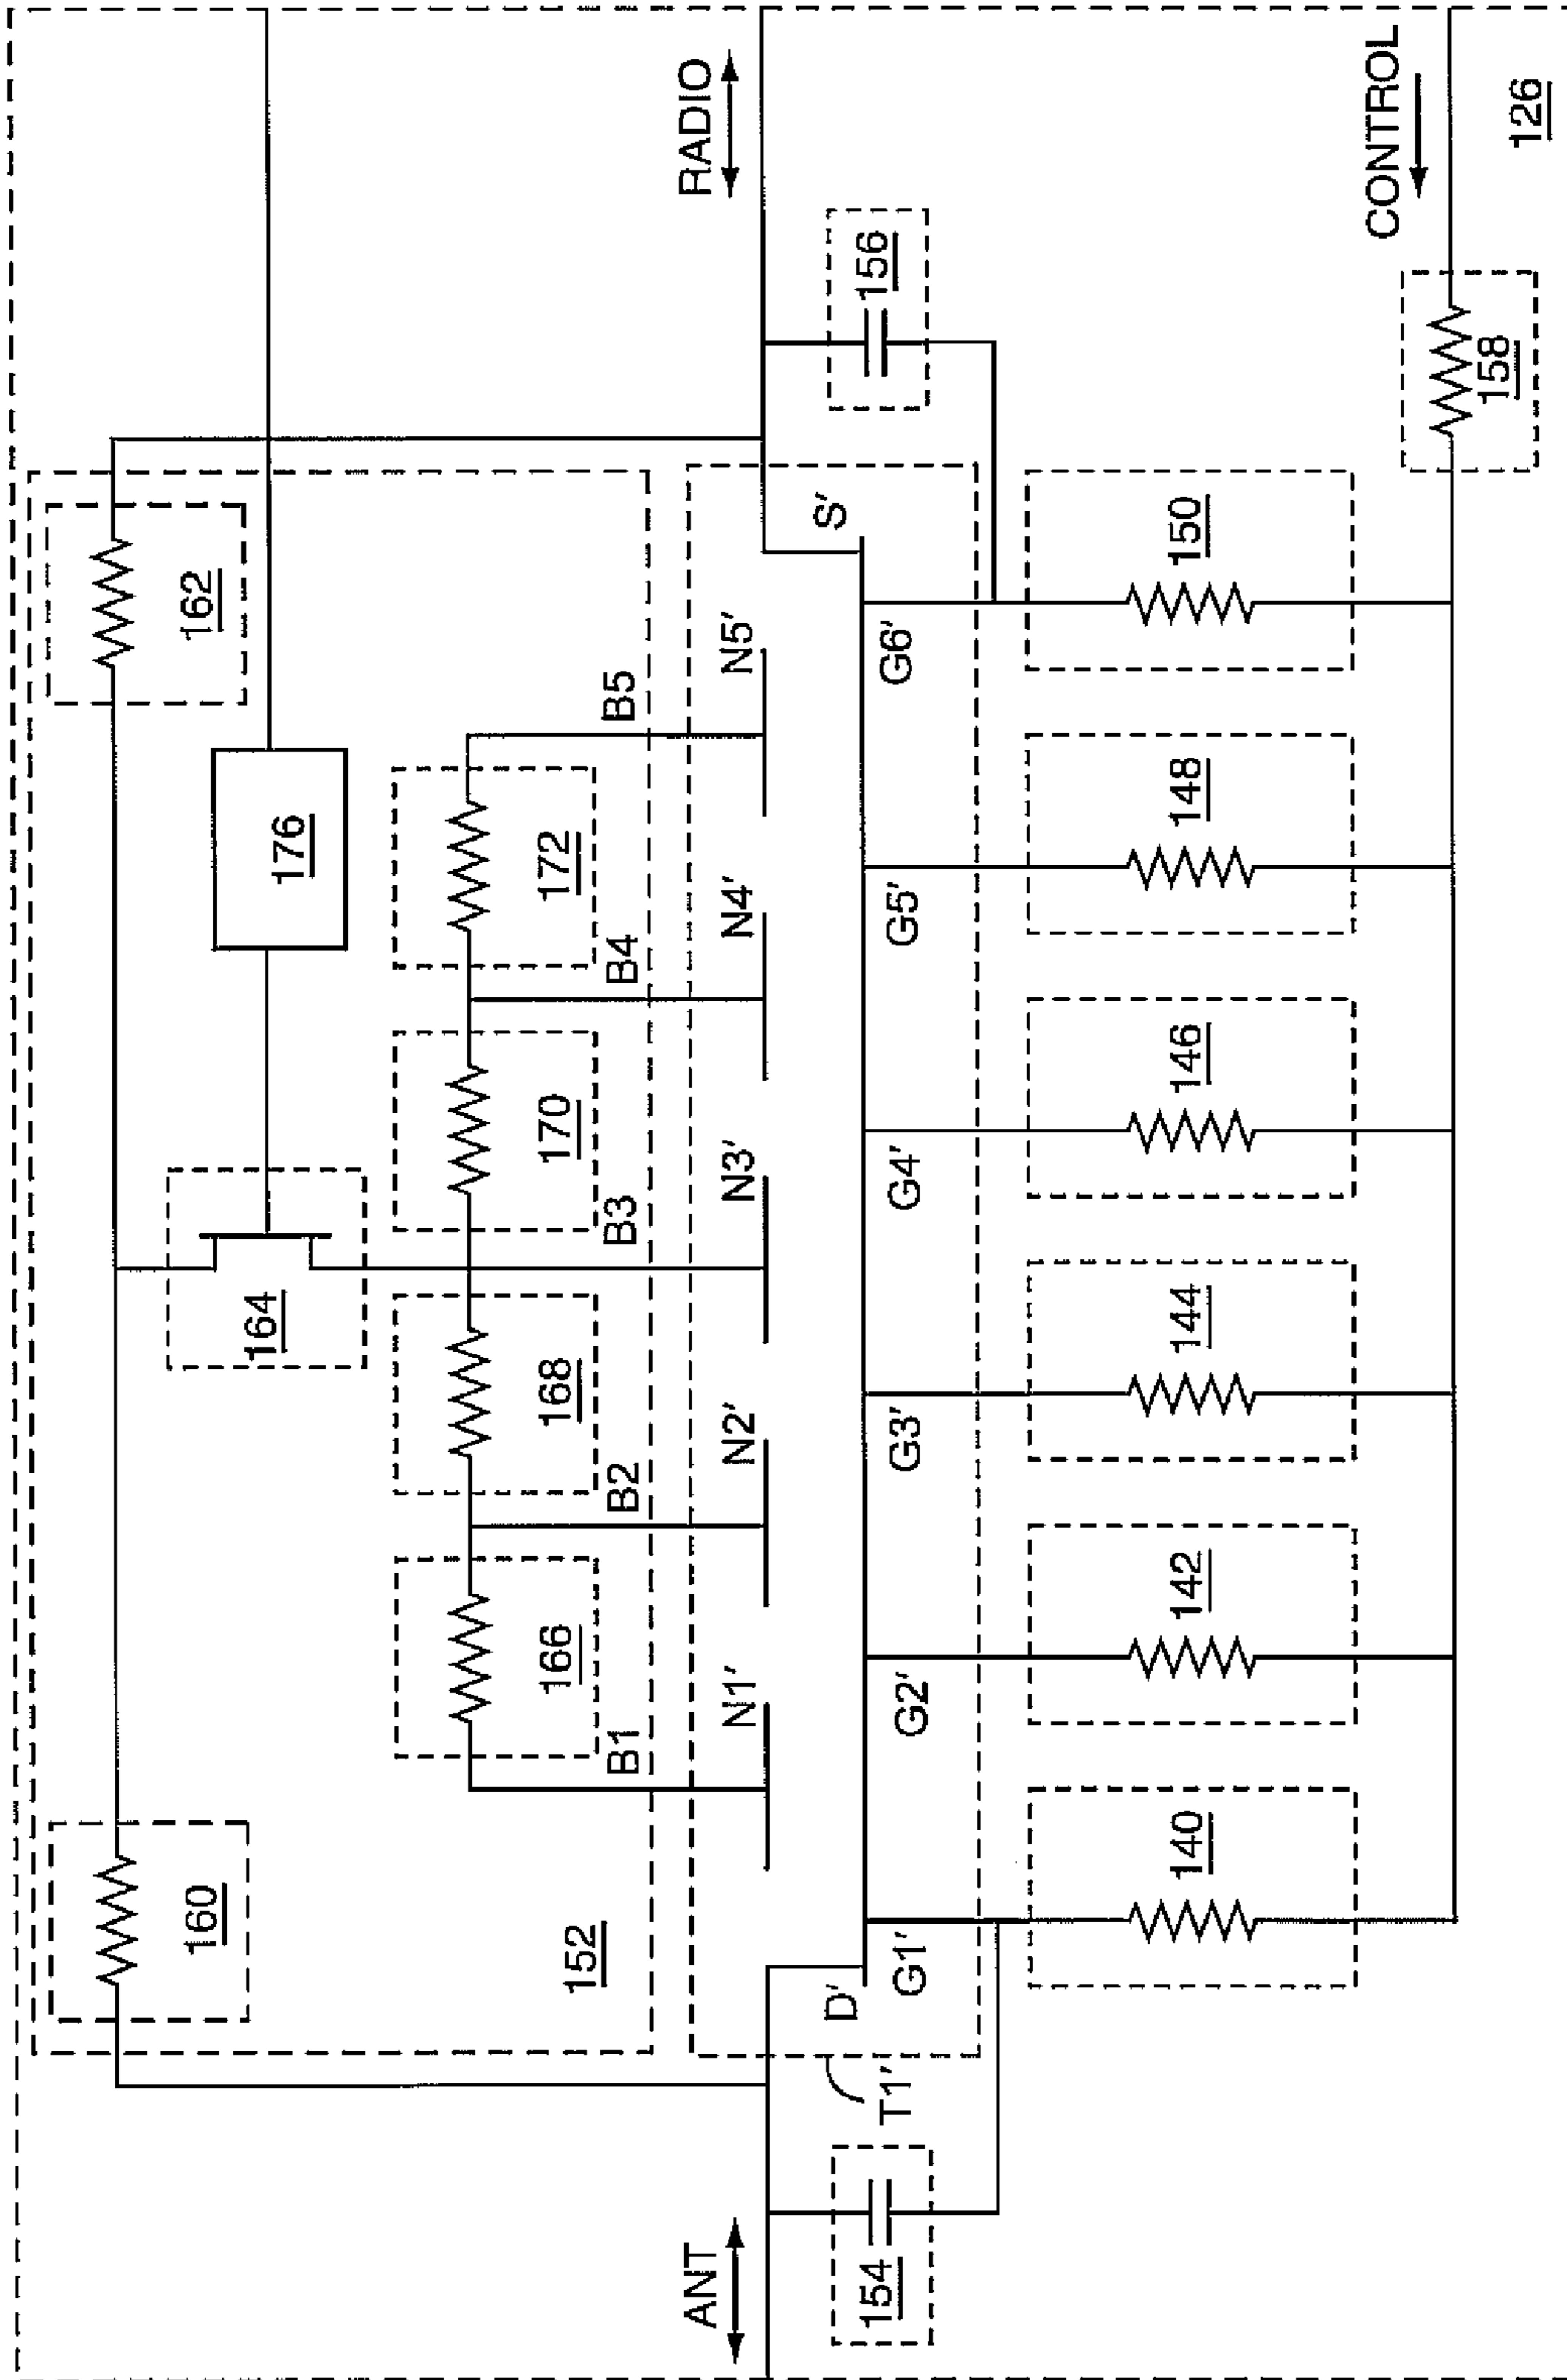 160
162
176
164
166
168
170
172
B1
B2
B3
B4
B5
152
ANT
RADIO
N1′
N2′
N3′
N4′
N5′
D′
S′
T1′
154
156
G1′
G2′
G3′
G4′
G5′
G6′
140
142
144
146
148
150
CONTROL
158
126